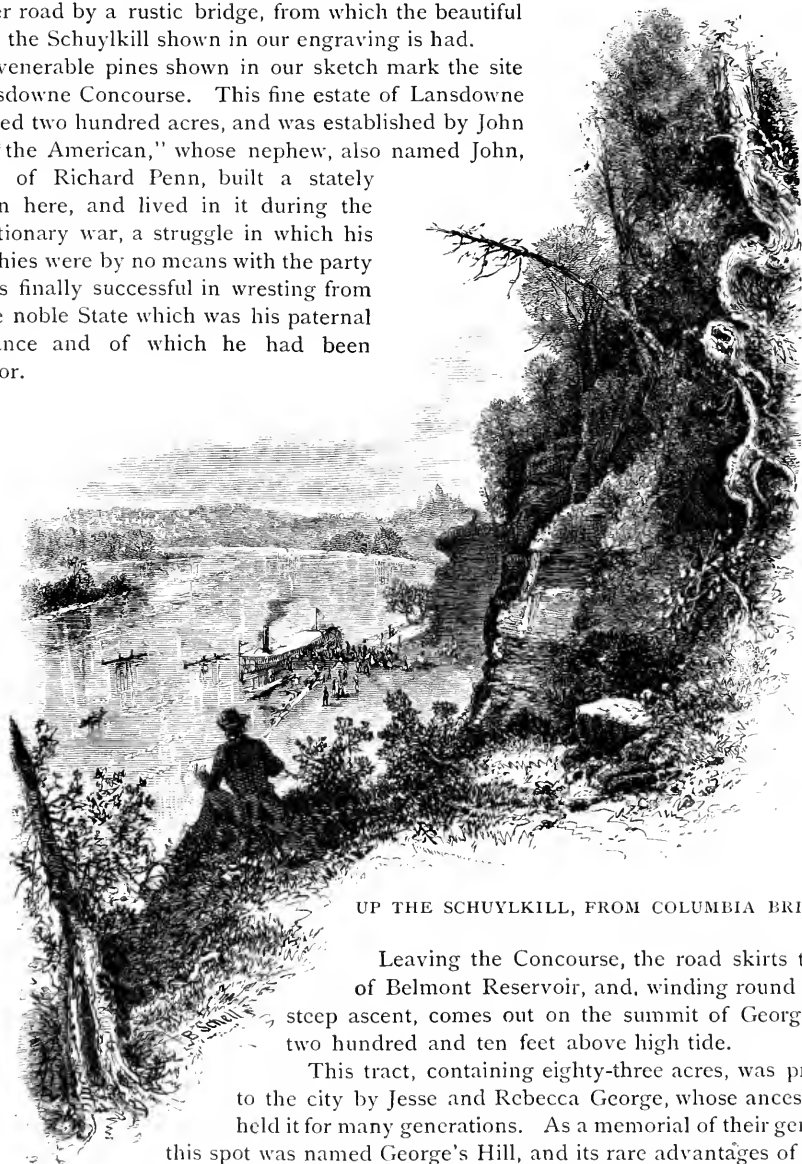 er road by a rustic bridge, from which the beautiful
the Schuylkill shown in our engraving is had.
venerable pines shown in our sketch mark the site
sdowne Concourse. This fine estate of Lansdowne
ed two hundred acres, and was established by John
the American," whose nephew, also named John,
of Richard Penn, built a stately
n here, and lived in it during the
tionary war, a struggle in which his
hies were by no means with the party
s finally successful in wresting from
e noble State which was his paternal
ance and of which he had been
or.
UP THE SCHUYLKILL, FROM COLUMBIA BRI
Leaving the Concourse, the road skirts t
of Belmont Reservoir, and, winding round
steep ascent, comes out on the summit of Georg
two hundred and ten feet above high tide.
B Schell
This tract, containing eighty-three acres, was pr
to the city by Jesse and Rebecca George, whose ances
held it for many generations. As a memorial of their gen
this spot was named George's Hill, and its rare advantages of